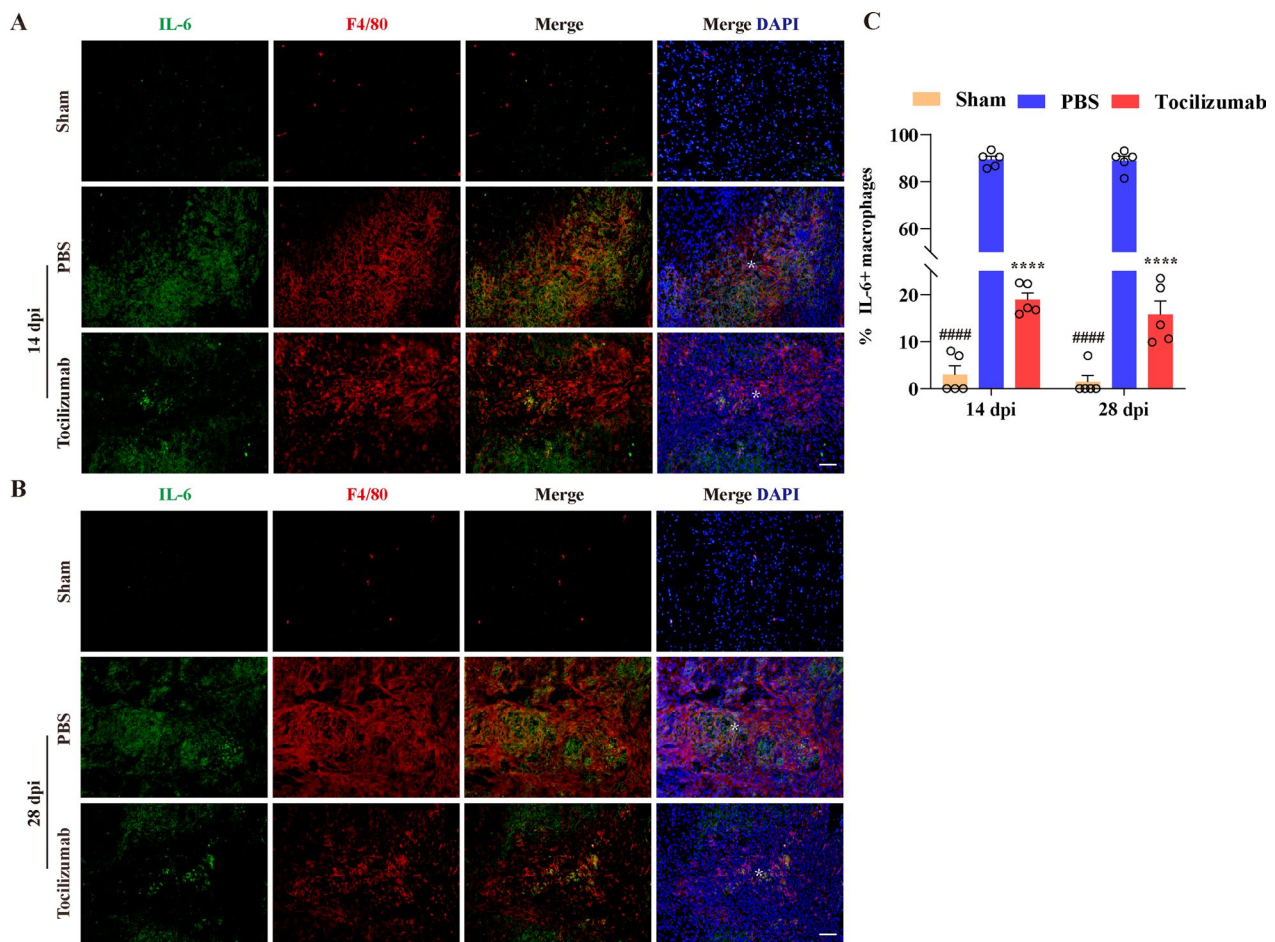 A
IL-6 F4/80 Merge Merge DAPI
Sham
PBS
14 dpi
Tocilizumab
*
*
B
IL-6 F4/80 Merge Merge DAPI
Sham
PBS
28 dpi
Tocilizumab
*
*
C
Sham PBS Tocilizumab
% IL-6+ macrophages
100
80
60
20
10
0
#### ****
#### ****
14 dpi 28 dpi